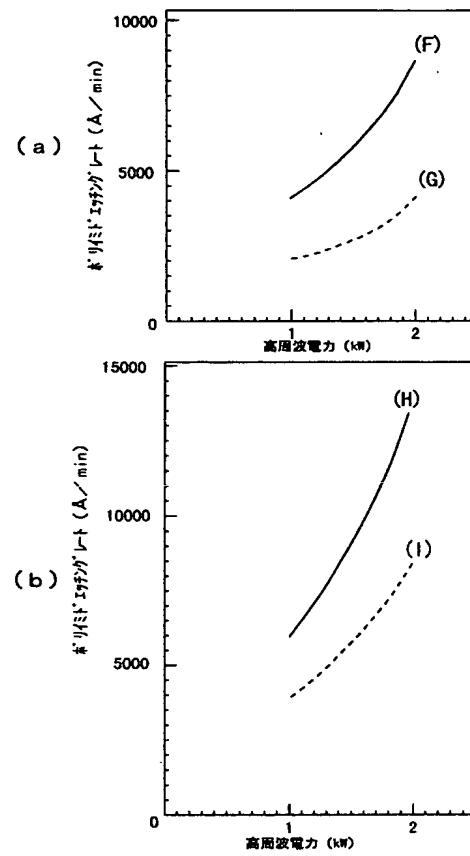 (a)
ポリイミドエッチングレート (A/min)
10000
5000
0
(F)
(G)
1
2
高周波電力 (kW)
(b)
ポリイミドエッチングレート (A/min)
15000
10000
5000
0
(H)
(I)
1
2
高周波電力 (kW)